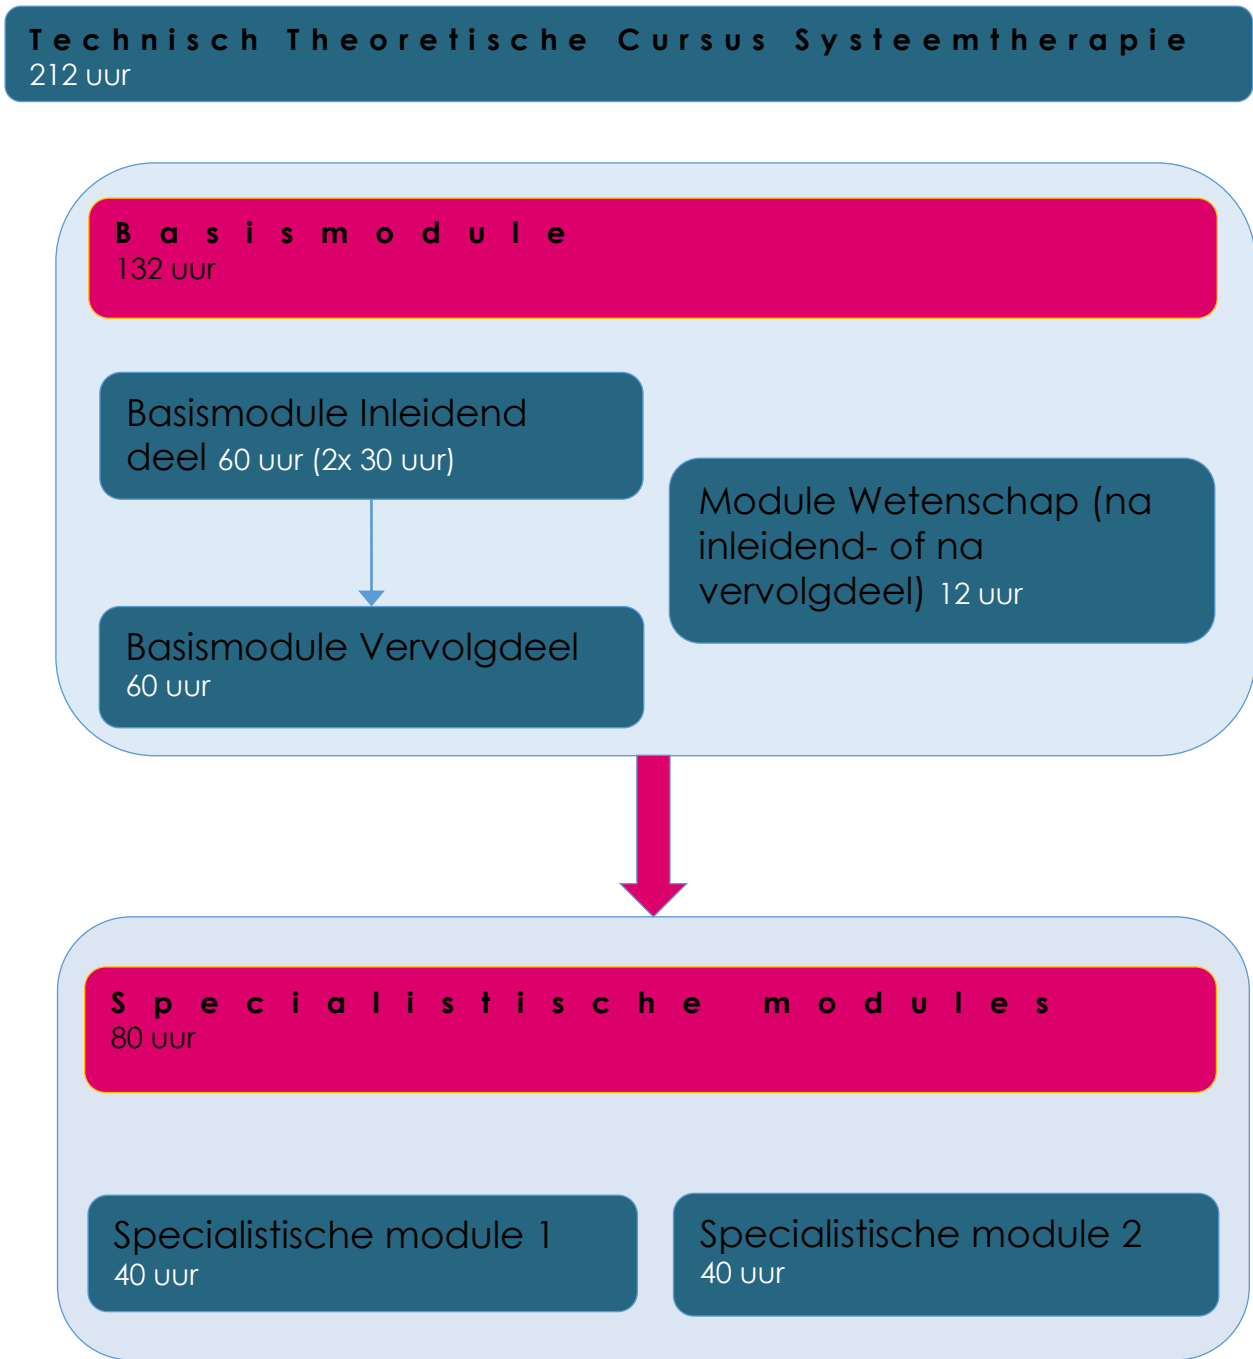 Technisch Theoretische Cursus Systeemtherapie
212 uur
Basismodule
132 uur
Basismodule Inleidend
deel 60 uur (2x 30 uur)
Module Wetenschap (na
inleidend- of na
vervolgdeel) 12 uur
Basismodule Vervolgdeel
60 uur
Specialistische modules
80 uur
Specialistische module 1
40 uur
Specialistische module 2
40 uur